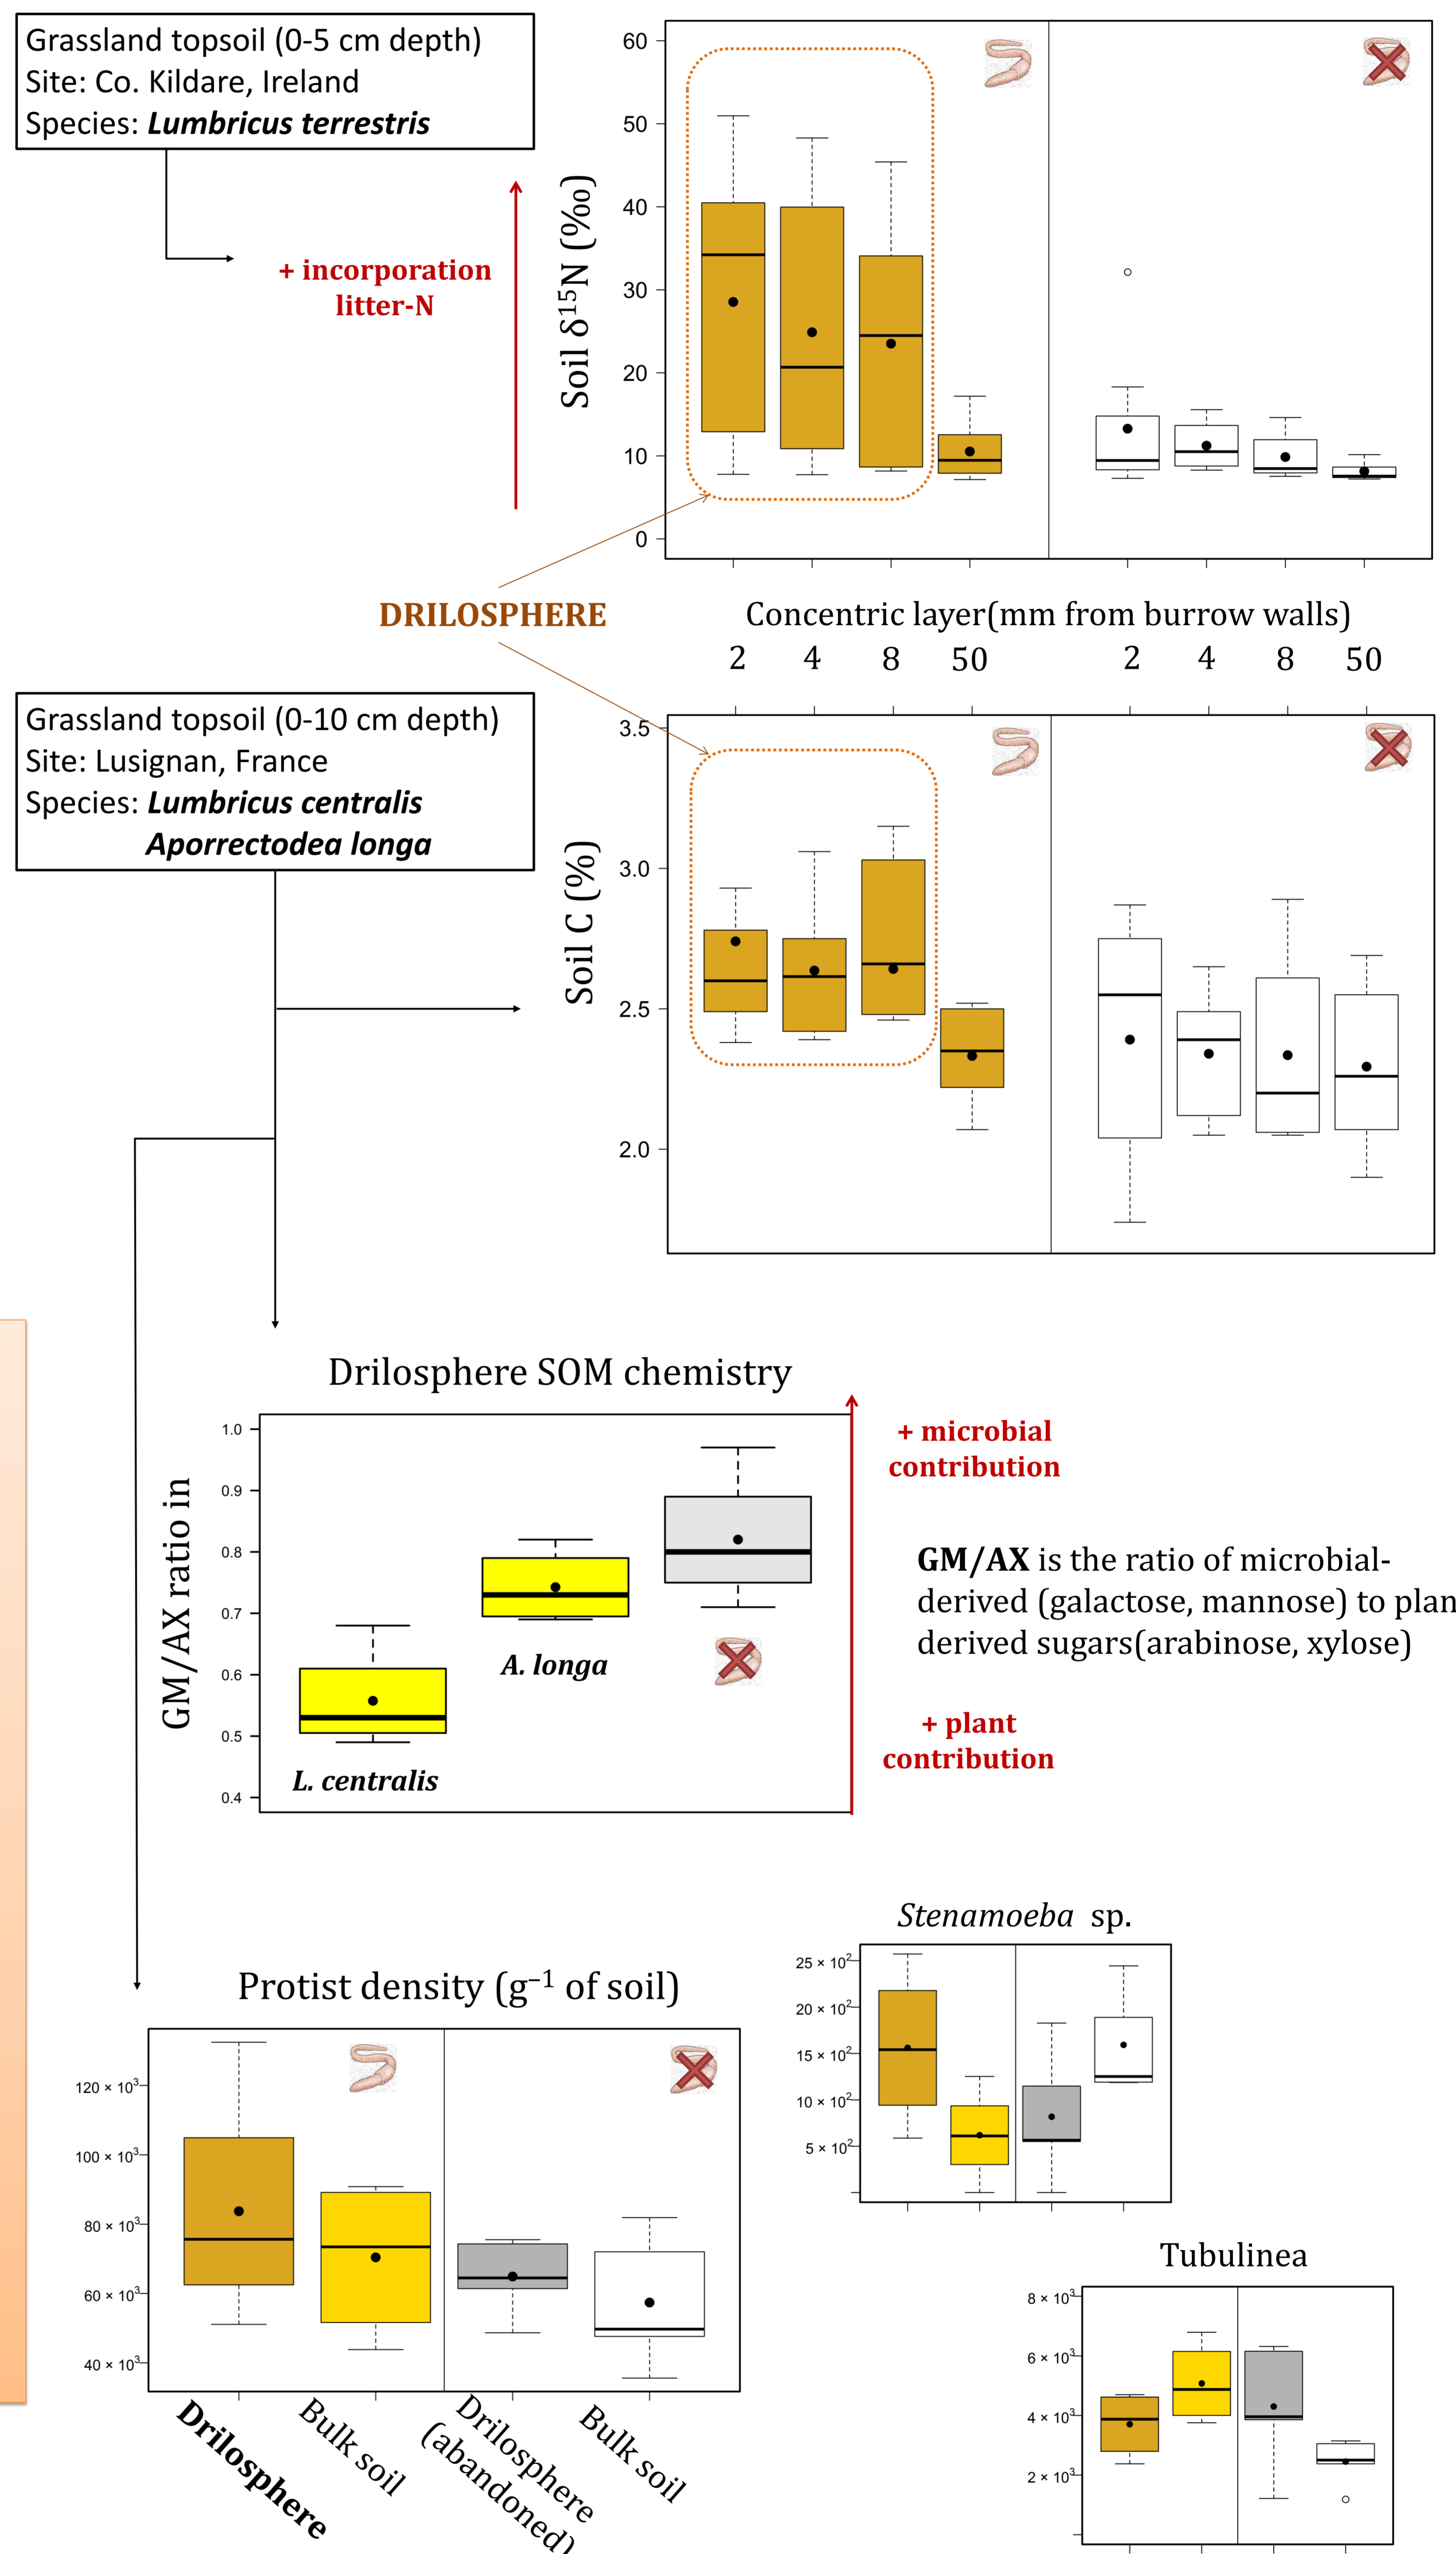 Grassland topsoil (0-5 cm depth)
Site: Co. Kildare, Ireland
Species: Lumbricus terrestris
+ incorporation
litter-N
Soil δ¹⁵N (‰)
60
50
40
30
20
10
0
DRILOSPHERE
Concentric layer(mm from burrow walls)
2 4 8 50 2 4 8 50
Grassland topsoil (0-10 cm depth)
Site: Lusignan, France
Species: Lumbricus centralis
Aporrectodea longa
Soil C (%)
3.5
3.0
2.5
2.0
Drilosphere SOM chemistry
GM/AX ratio in
1.0
0.9
0.8
0.7
0.6
0.5
0.4
L. centralis
A. longa
+ microbial
contribution
GM/AX is the ratio of microbial-
derived (galactose, mannose) to plan
derived sugars(arabinose, xylose)
+ plant
contribution
Stenamoeba sp.
25 × 10²
20 × 10²
15 × 10²
10 × 10²
5 × 10²
Protist density (g⁻¹ of soil)
120 × 10³
100 × 10³
80 × 10³
60 × 10³
40 × 10³
Drilosphere
Bulk soil
Drilosphere
(abandoned)
Bulk soil
Tubulinea
8 × 10³
6 × 10³
4 × 10³
2 × 10³